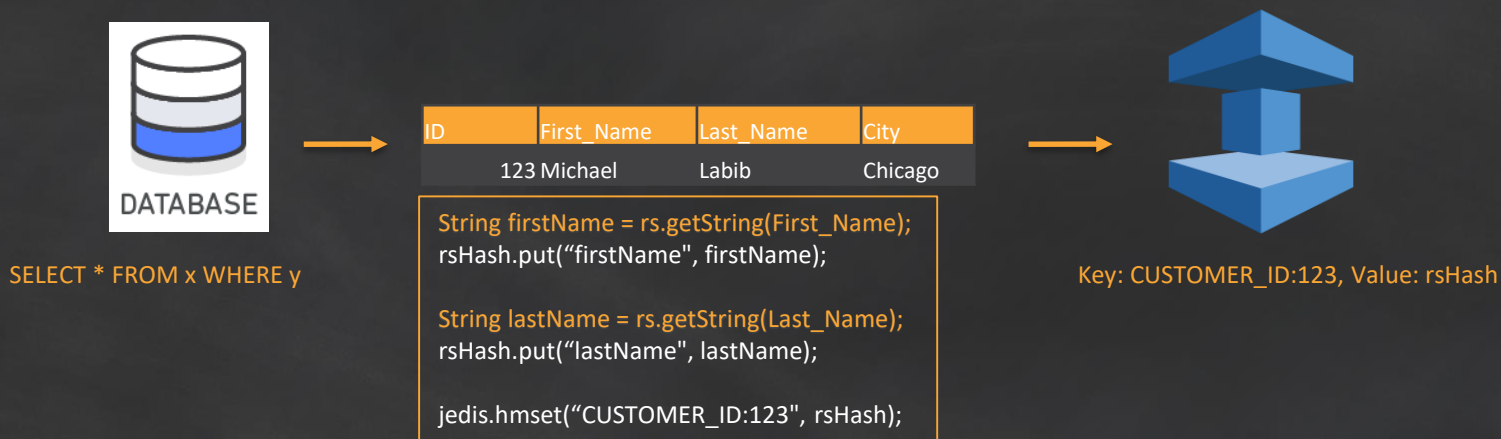 DATABASE
SELECT * FROM x WHERE y
ID First_Name Last_Name City
123 Michael Labib Chicago
String firstName = rs.getString(First_Name);
rsHash.put(“firstName", firstName);
String lastName = rs.getString(Last_Name);
rsHash.put(“lastName", lastName);
jedis.hmset(“CUSTOMER_ID:123", rsHash);
Key: CUSTOMER_ID:123, Value: rsHash